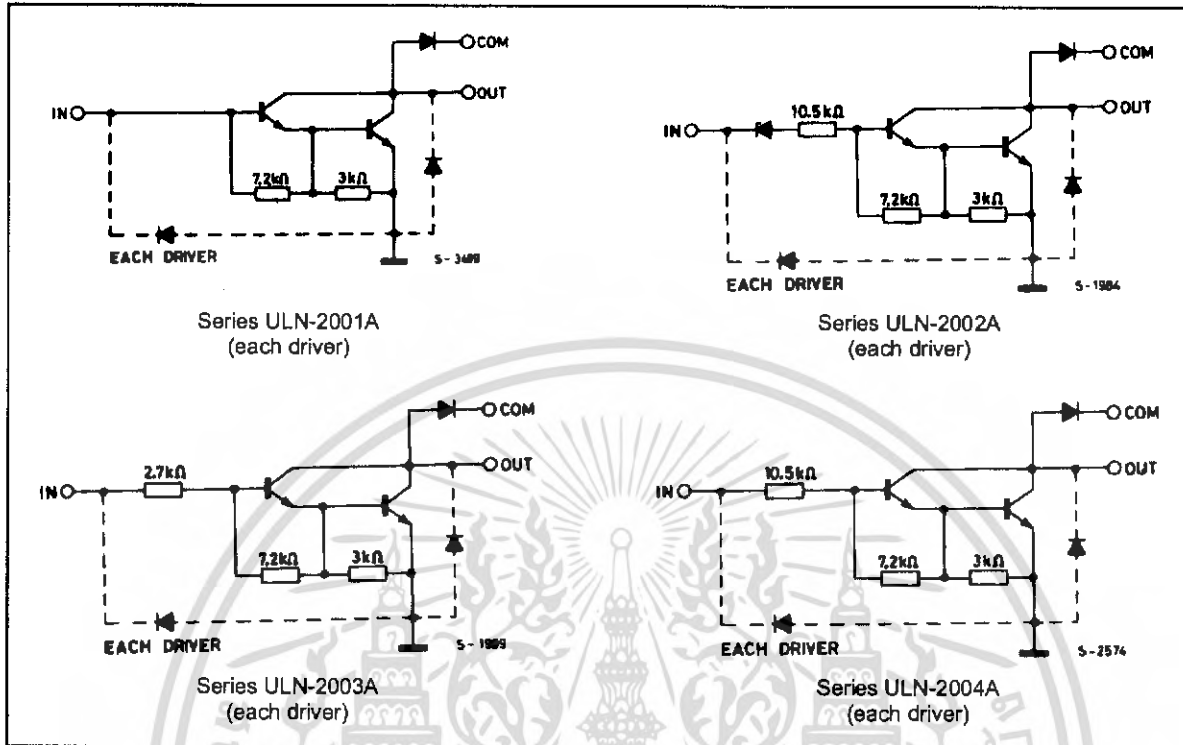 COM
OUT
IN
7.2kΩ 3kΩ
EACH DRIVER
S-3489
Series ULN-2001A
(each driver)
COM
OUT
IN
10.5kΩ
7.2kΩ 3kΩ
EACH DRIVER
S-1984
Series ULN-2002A
(each driver)
COM
OUT
IN
2.7kΩ
7.2kΩ 3kΩ
EACH DRIVER
S-1989
Series ULN-2003A
(each driver)
COM
OUT
IN
10.5kΩ
7.2kΩ 3kΩ
EACH DRIVER
S-2574
Series ULN-2004A
(each driver)